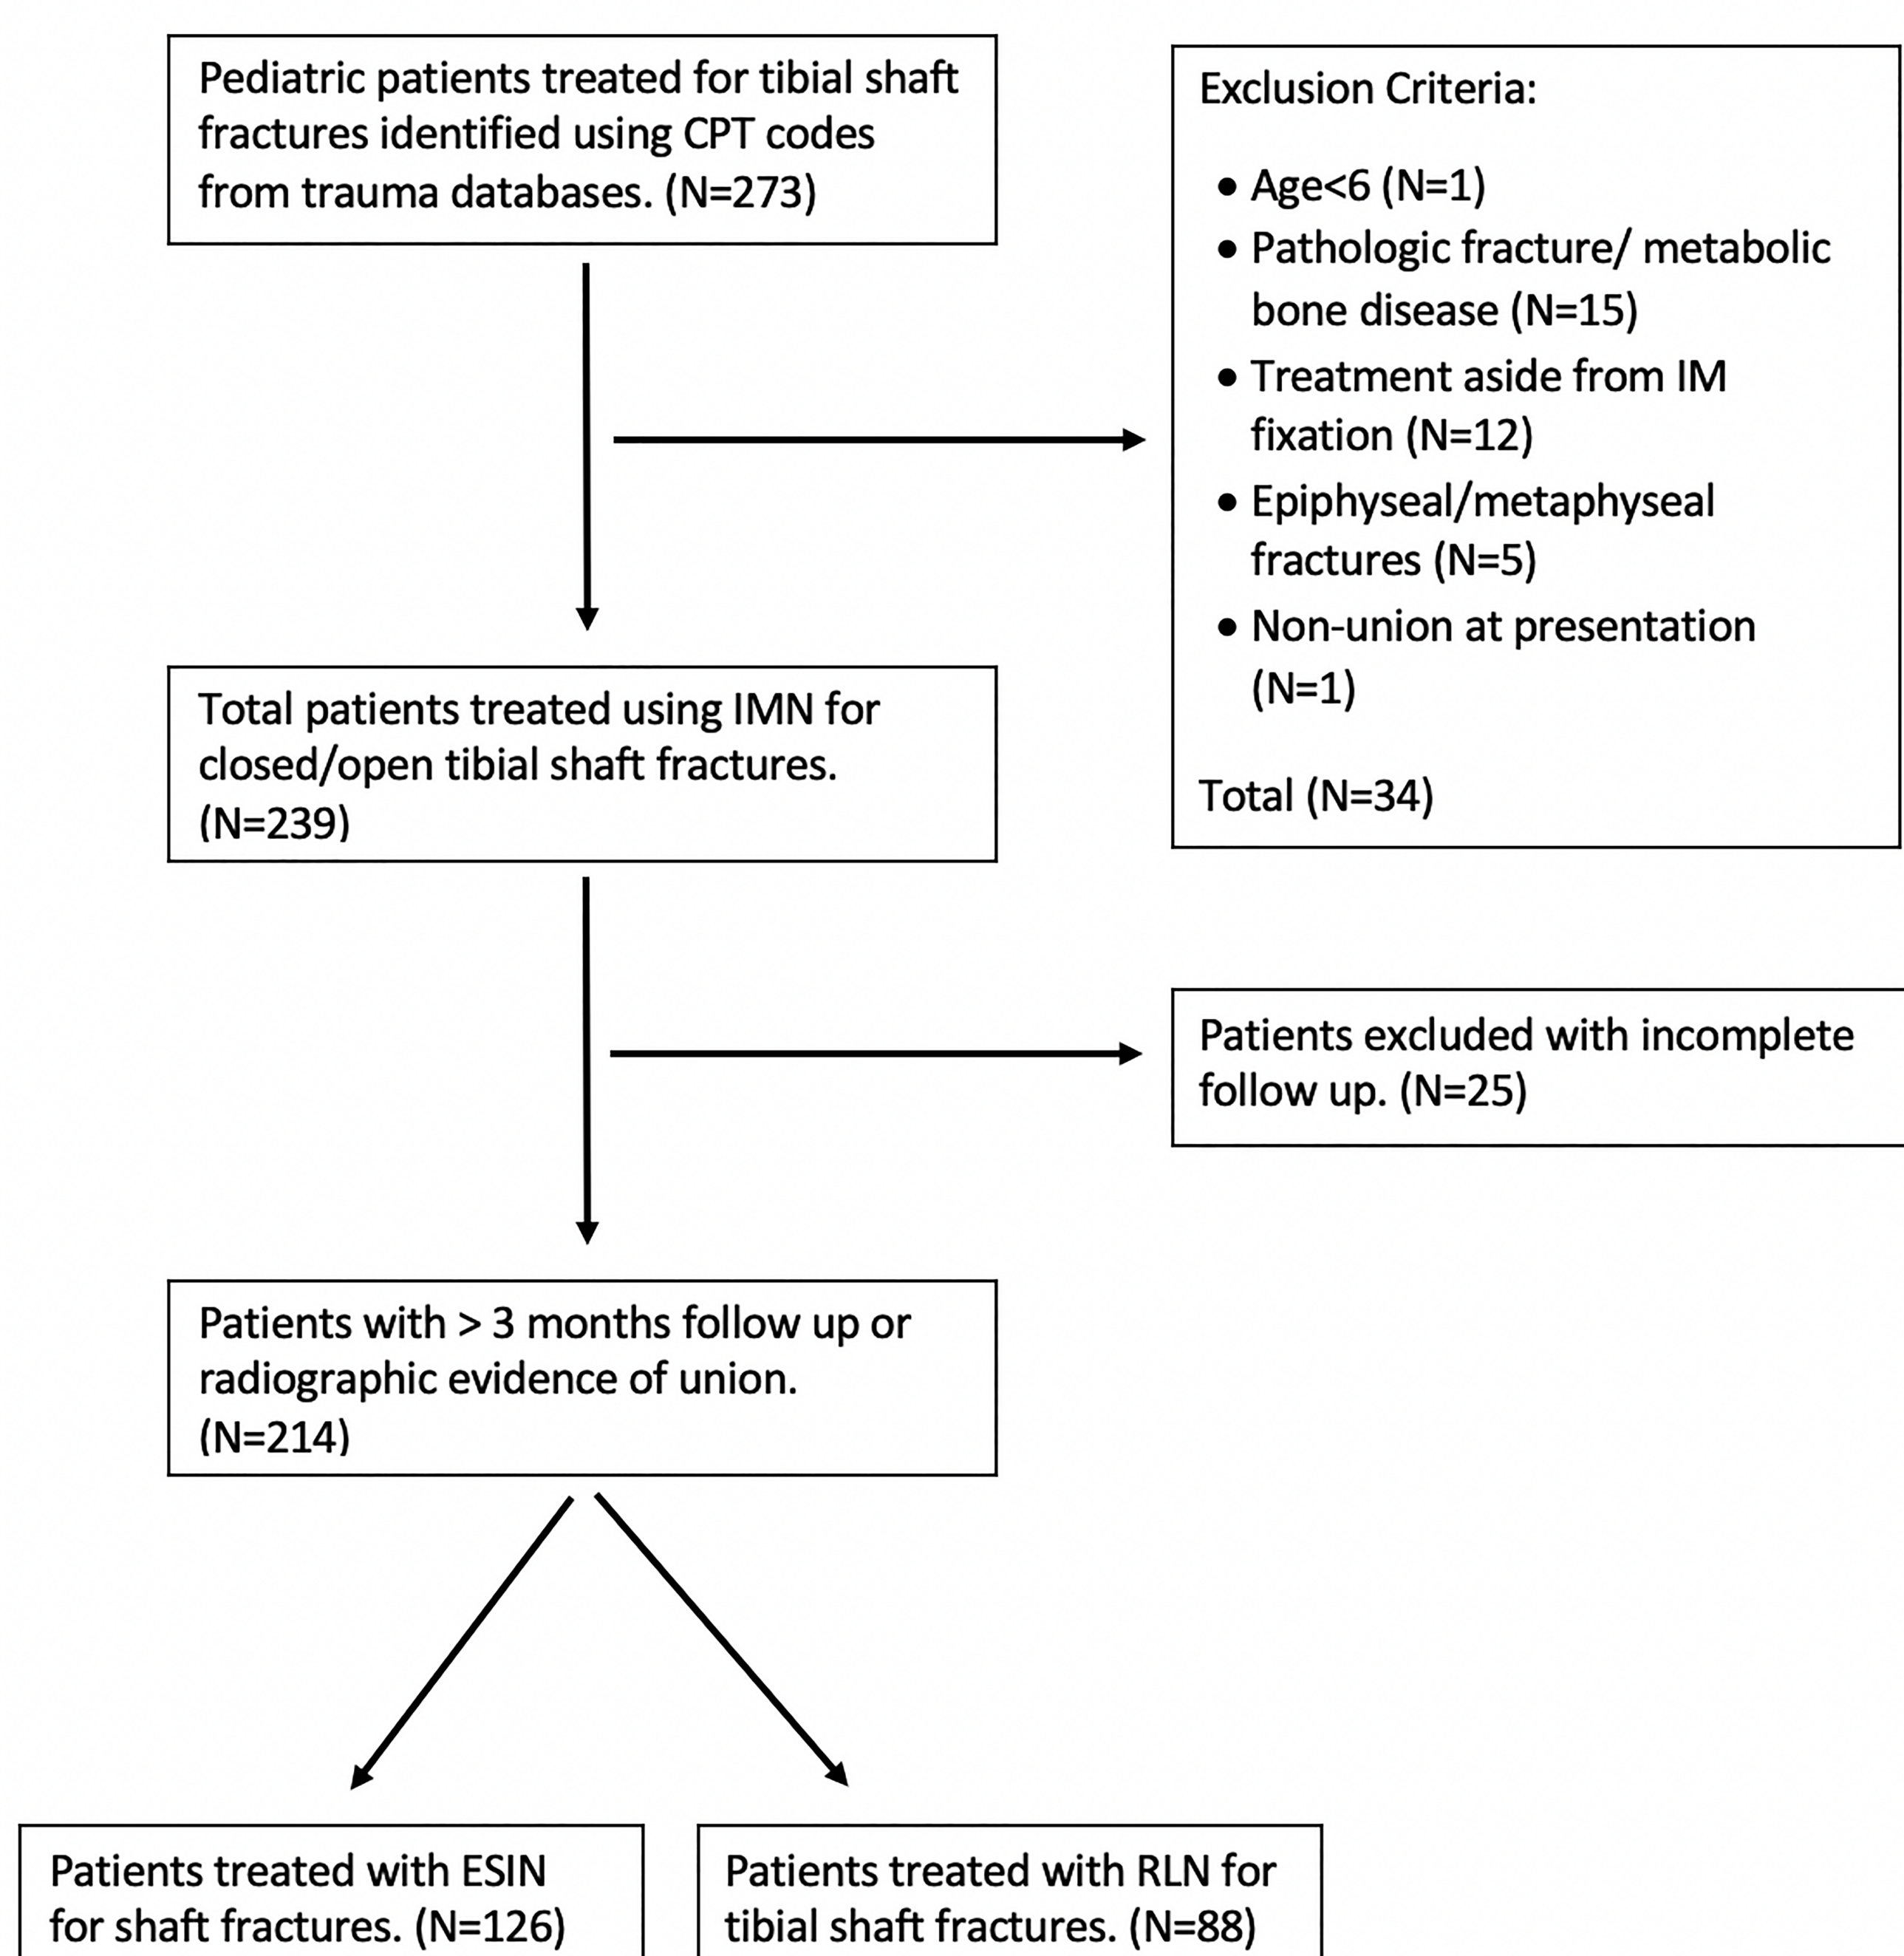 Pediatric patients treated for tibial shaft
fractures identified using CPT codes
from trauma databases. (N=273)
Exclusion Criteria:
• Age<6 (N=1)
• Pathologic fracture/ metabolic
bone disease (N=15)
• Treatment aside from IM
fixation (N=12)
• Epiphyseal/metaphyseal
fractures (N=5)
• Non-union at presentation
(N=1)
Total (N=34)
Total patients treated using IMN for
closed/open tibial shaft fractures.
(N=239)
Patients excluded with incomplete
follow up. (N=25)
Patients with > 3 months follow up or
radiographic evidence of union.
(N=214)
Patients treated with ESIN
for shaft fractures. (N=126)
Patients treated with RLN for
tibial shaft fractures. (N=88)